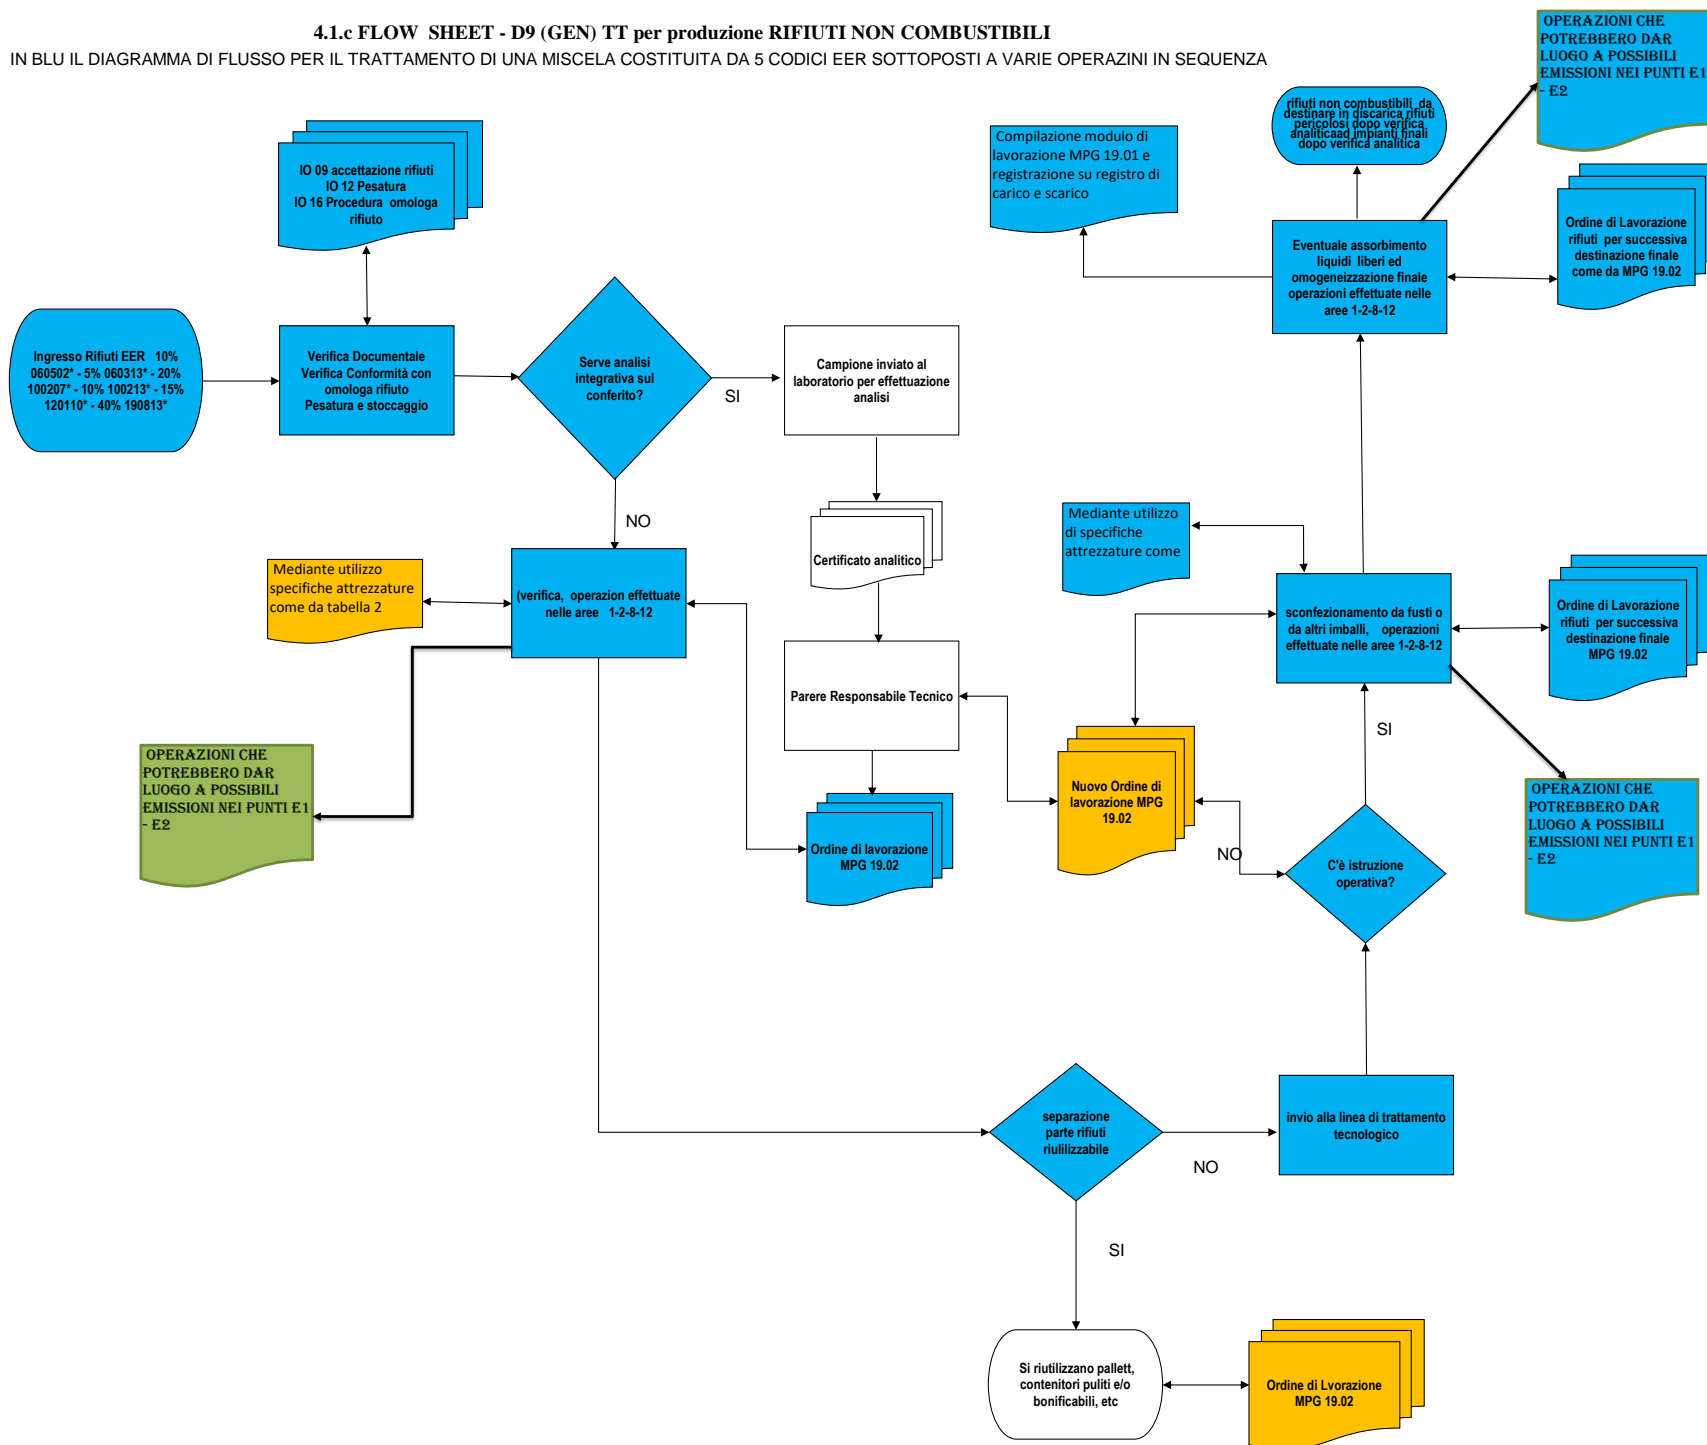 4.1.c FLOW SHEET - D9 (GEN) TT per produzione RIFIUTI NON COMBUSTIBILI
IN BLU IL DIAGRAMMA DI FLUSSO PER IL TRATTAMENTO DI UNA MISCELA COSTITUITA DA 5 CODICI EER SOTTOPOSTI A VARIE OPERAZINI IN SEQUENZA
OPERAZIONI CHE
POTREBBERO DAR
LUOGO A POSSIBILI
EMISSIONI NEI PUNTI E1
- E2
rifiuti non combustibili da
destinare in discarica rifiuti
pericolosi dopo verifica
analiticaad impianti finali
dopo verifica analitica
Compilazione modulo di
lavorazione MPG 19.01 e
registrazione su registro di
carico e scarico
IO 09 accettazione rifiuti
IO 12 Pesatura
IO 16 Procedura omologa
rifiuto
Ordine di Lavorazione
rifiuti per successiva
destinazione finale
come da MPG 19.02
Eventuale assorbimento
liquidi liberi ed
omogeneizzazione finale
operazioni effettuate nelle
aree 1-2-8-12
Ingresso Rifiuti EER 10%
060502* - 5% 060313* - 20%
100207* - 10% 100213* - 15%
120110* - 40% 190813*
Verifica Documentale
Verifica Conformità con
omologa rifiuto
Pesatura e stoccaggio
Serve analisi
integrativa sul
conferito?
SI
Campione inviato al
laboratorio per effettuazione
analisi
NO
Certificato analitico
Mediante utilizzo
di specifiche
attrezzature come
Mediante utilizzo
specifiche attrezzature
come da tabella 2
(verifica, operazion effettuate
nelle aree 1-2-8-12
sconfezionamento da fusti o
da altri imballi, operazioni
effettuate nelle aree 1-2-8-12
Ordine di Lavorazione
rifiuti per successiva
destinazione finale
MPG 19.02
Parere Responsabile Tecnico
SI
OPERAZIONI CHE
POTREBBERO DAR
LUOGO A POSSIBILI
EMISSIONI NEI PUNTI E1
- E2
Nuovo Ordine di
lavorazione MPG
19.02
OPERAZIONI CHE
POTREBBERO DAR
LUOGO A POSSIBILI
EMISSIONI NEI PUNTI E1
- E2
Ordine di lavorazione
MPG 19.02
NO
C'è istruzione
operativa?
separazione
parte rifiuti
riulilizzabile
NO
invio alla linea di trattamento
tecnologico
SI
Si riutilizzano pallett,
contenitori puliti e/o
bonificabili, etc
Ordine di Lvorazione
MPG 19.02